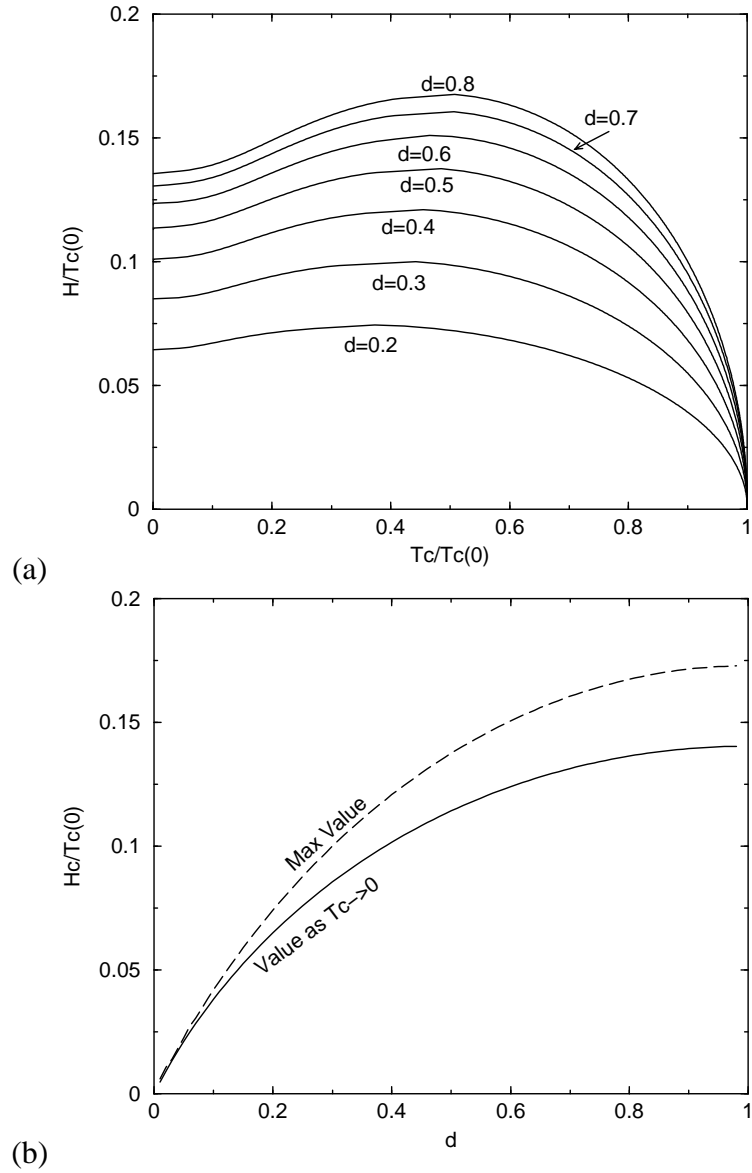 0.2
0.15
0.1
0.05
0
H/Tc(0)
d=0.8
d=0.7
d=0.6
d=0.5
d=0.4
d=0.3
d=0.2
0 0.2 0.4 0.6 0.8 1
Tc/Tc(0)
(a)
0.2
0.15
0.1
0.05
0
Hc/Tc(0)
Max Value
Value as Tc−>0
0 0.2 0.4 0.6 0.8 1
d
(b)